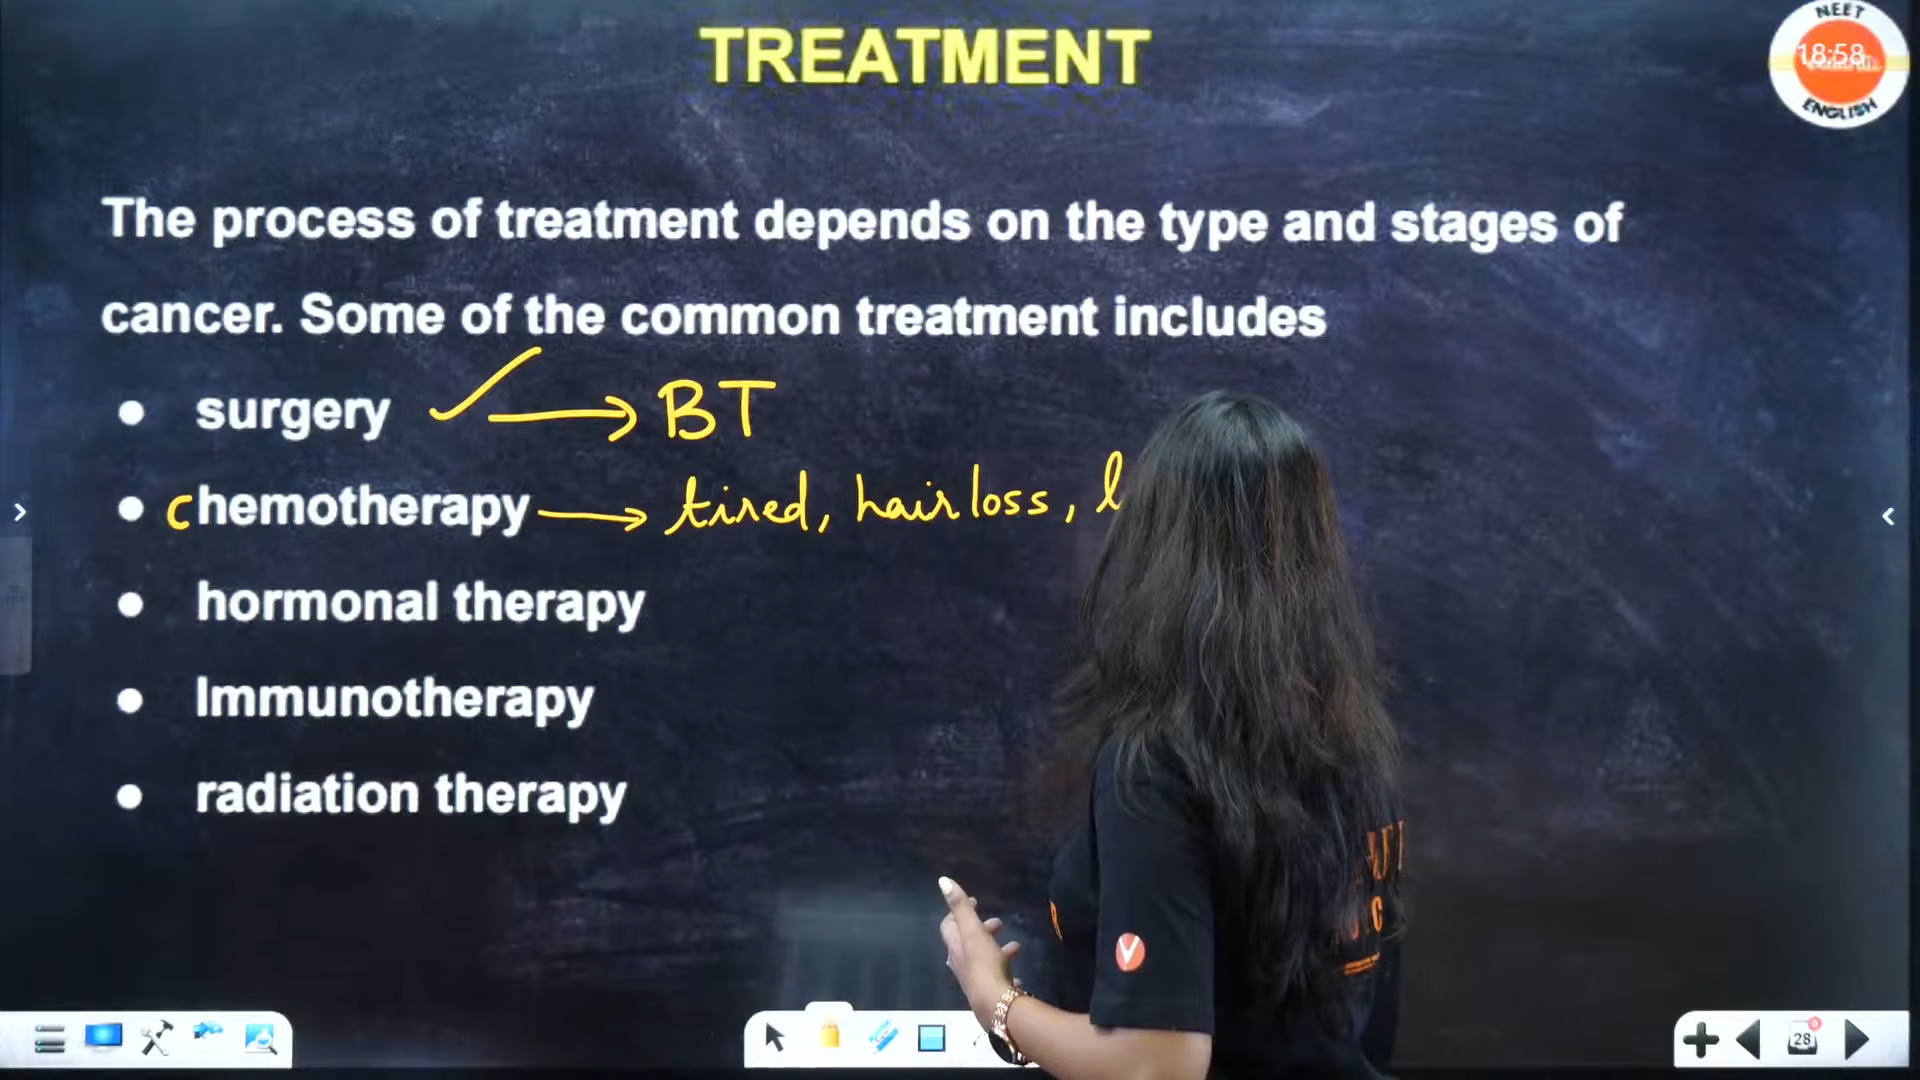 TREATMENT
NEET
18:58
ENGLISH
The process of treatment depends on the type and stages of
cancer. Some of the common treatment includes
● surgery ✓ → BT
● chemotherapy → tired, hair loss, l
● hormonal therapy
● Immunotherapy
● radiation therapy
V
28